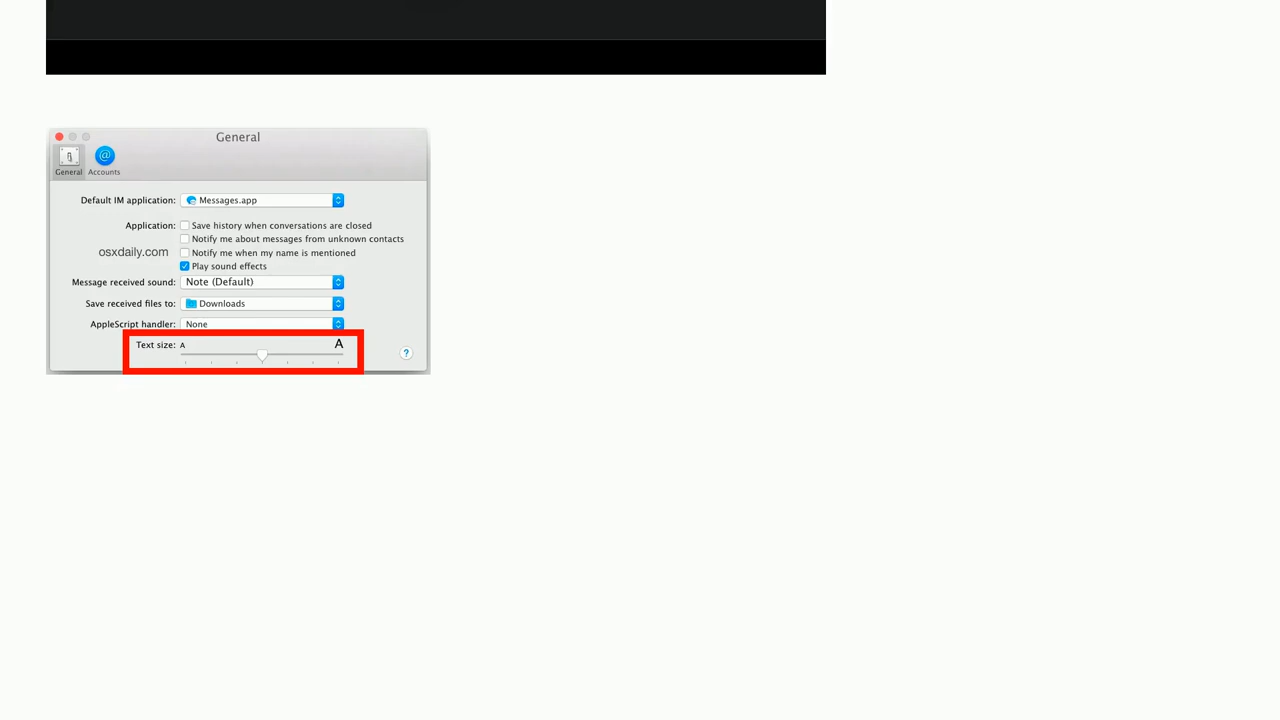 General
General Accounts
Default IM application: Messages.app
Application: Save history when conversations are closed
Notify me about messages from unknown contacts
osxdaily.com Notify me when my name is mentioned
Play sound effects
Message received sound: Note (Default)
Save received files to: Downloads
AppleScript handler: None
Text size: A A
?